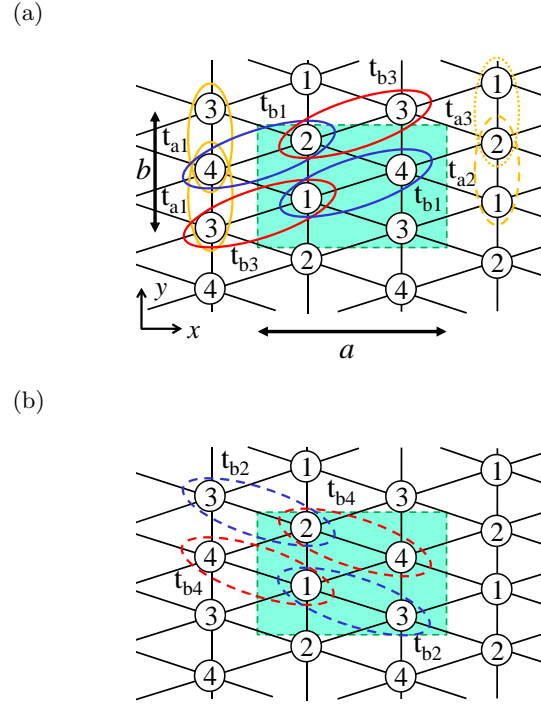 (a)
1 t_b3 1
3 t_b1 3 t_a3
t_a1 2 2
b 4 4 t_a2
t_a1 1 t_b1 1
3 3
t_b3 2 2
4 4
y x a
(b)
t_b2 1 1
3 t_b4 3
2 2
4 4
t_b4 1 1
3 3
2 t_b2 2
4 4